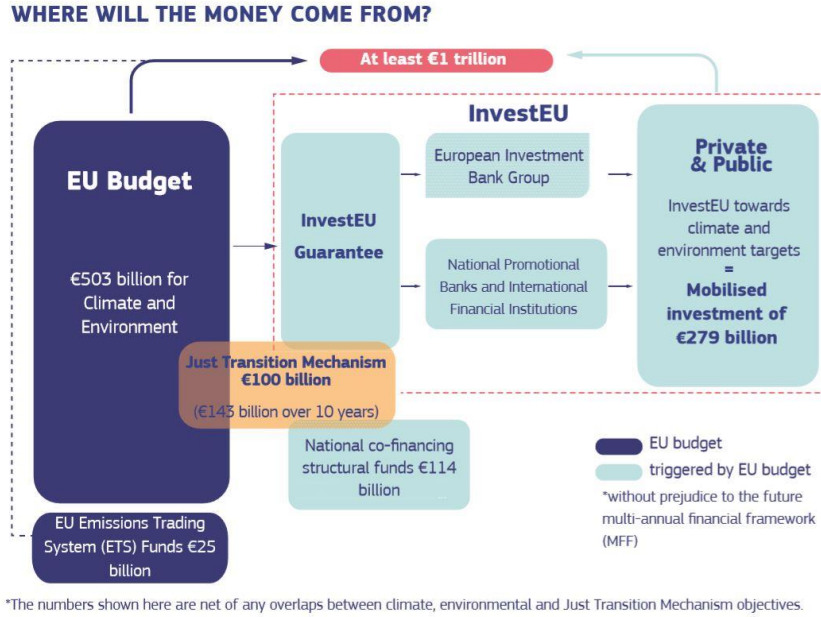 WHERE WILL THE MONEY COME FROM?
At least €1 trillion
EU Budget
€503 billion for
Climate and
Environment
InvestEU
InvestEU
Guarantee
European Investment
Bank Group
National Promotional
Banks and International
Financial Institutions
Private
& Public
InvestEU towards
climate and
environment targets
=
Mobilised
investment of
€279 billion
Just Transition Mechanism
€100 billion
(€143 billion over 10 years)
National co-financing
structural funds €114
billion
EU Emissions Trading
System (ETS) Funds €25
billion
EU budget
triggered by EU budget
*without prejudice to the future
multi-annual financial framework
(MFF)
*The numbers shown here are net of any overlaps between climate, environmental and Just Transition Mechanism objectives.